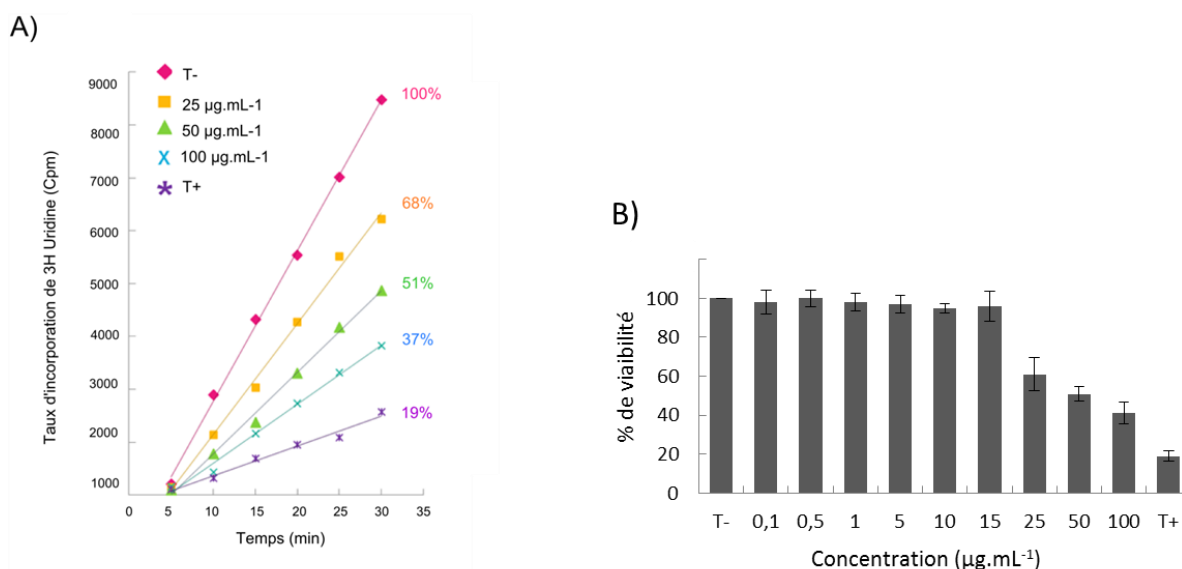 A)
T-
25 µg.mL-1
50 µg.mL-1
100 µg.mL-1
T+
Taux d'incorporation de 3H Uridine (Cpm)
9000
8000
7000
6000
5000
4000
3000
2000
1000
100%
68%
51%
37%
19%
0 5 10 15 20 25 30 35
Temps (min)
B)
% de vaibilité
100
80
60
40
20
0
T- 0,1 0,5 1 5 10 15 25 50 100 T+
Concentration (µg.mL⁻¹)